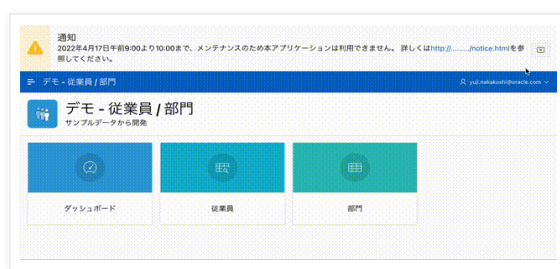 通知
2022年4月17日午前9:00より10:00まで、メンテナンスのため本アプリケーションは利用できません。 詳しくはhttp://......../notice.htmlを参
照してください。
デモ - 従業員 / 部門
yuji.nakakoshi@oracle.com
デモ - 従業員 / 部門
サンプルデータから開発
ダッシュボード
従業員
部門